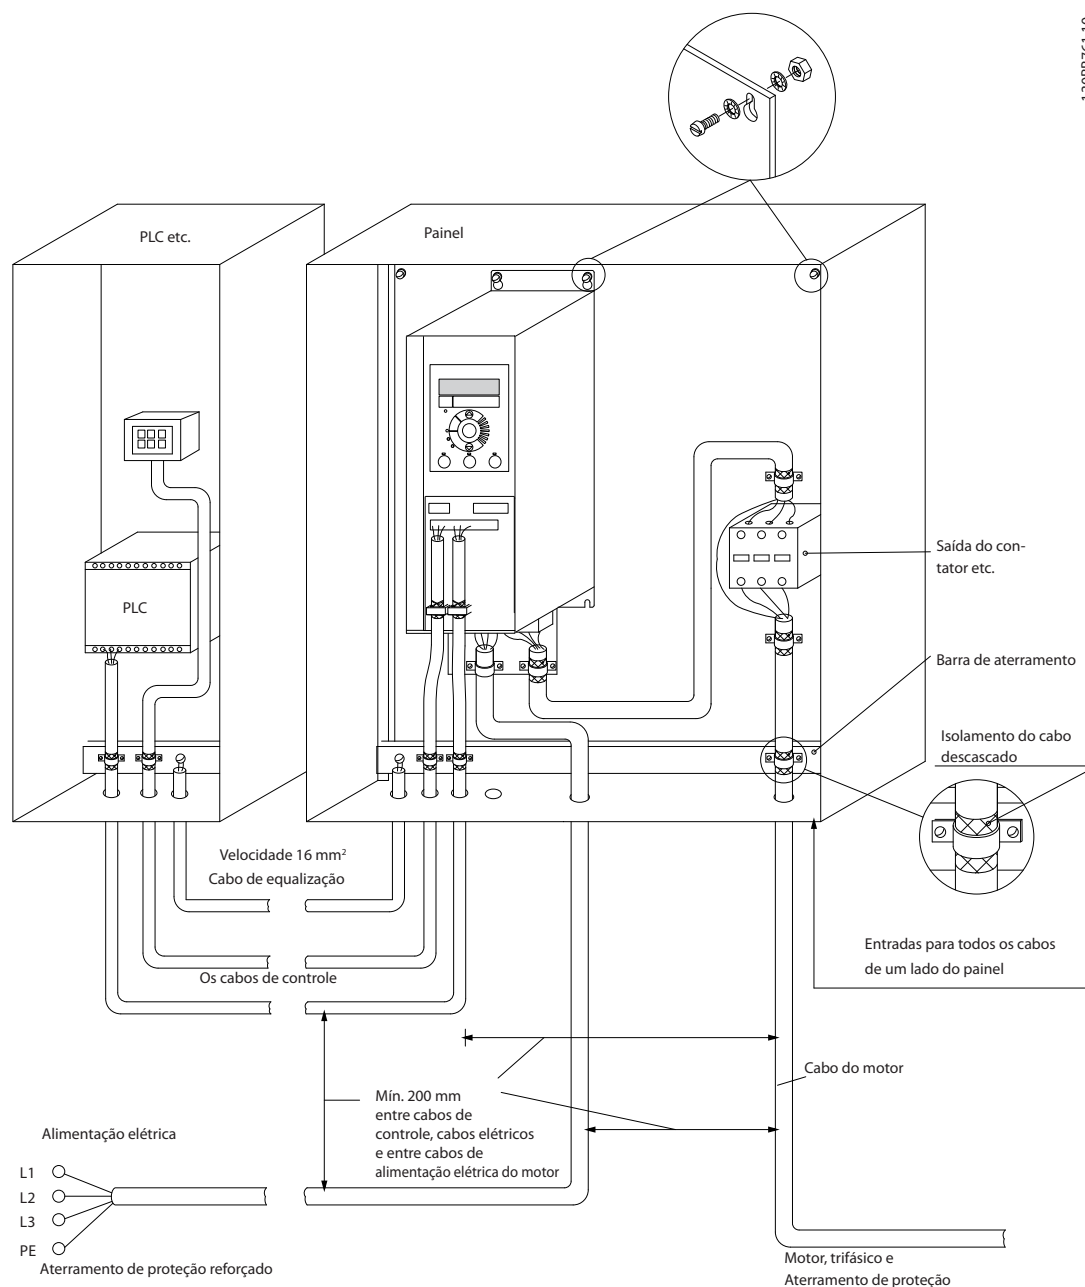 130BB761.10
PLC etc.
Painel
PLC
Saída do con-
tator etc.
Barra de aterramento
Isolamento do cabo
descascado
Velocidade 16 mm²
Cabo de equalização
Os cabos de controle
Entradas para todos os cabos
de um lado do painel
Mín. 200 mm
entre cabos de
controle, cabos elétricos
e entre cabos de
alimentação elétrica do motor
Cabo do motor
Alimentação elétrica
L1
L2
L3
PE
Aterramento de proteção reforçado
Motor, trifásico e
Aterramento de proteção